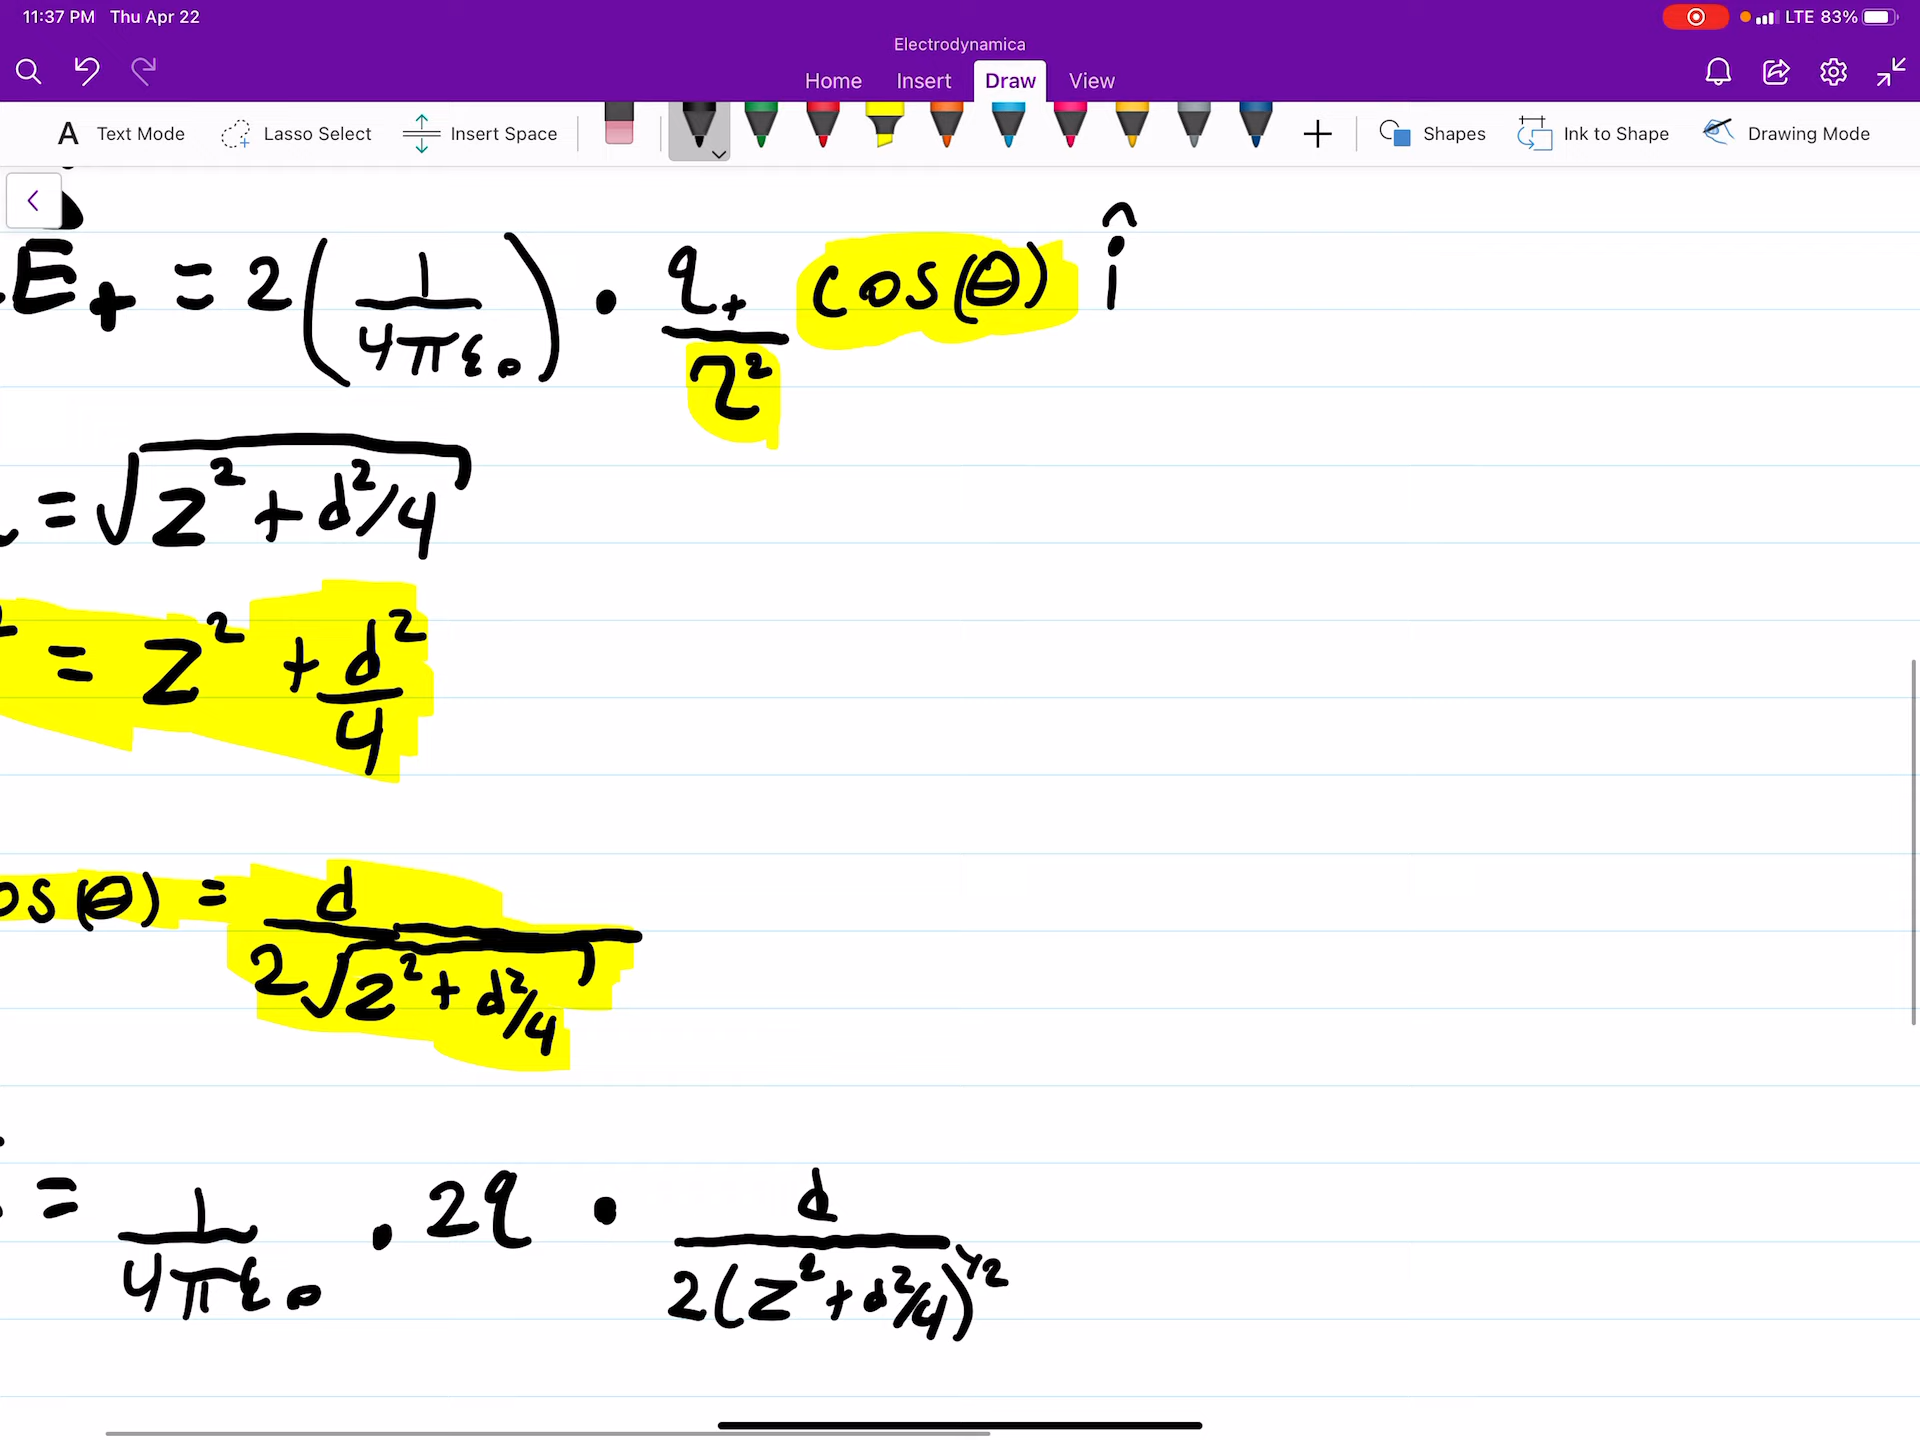 11:37 PM Thu Apr 22
LTE 83%
Electrodynamica
Home Insert Draw View
A Text Mode Lasso Select Insert Space Shapes Ink to Shape Drawing Mode
E₊ = 2(1/4πε₀) • q₊/𝓇² cos(θ) î
= √(z² + d²/4)
² = z² + d²/4
os(θ) = d/2√(z² + d²/4)
= 1/4πε₀ • 2q • d/2(z² + d²/4)^1/2